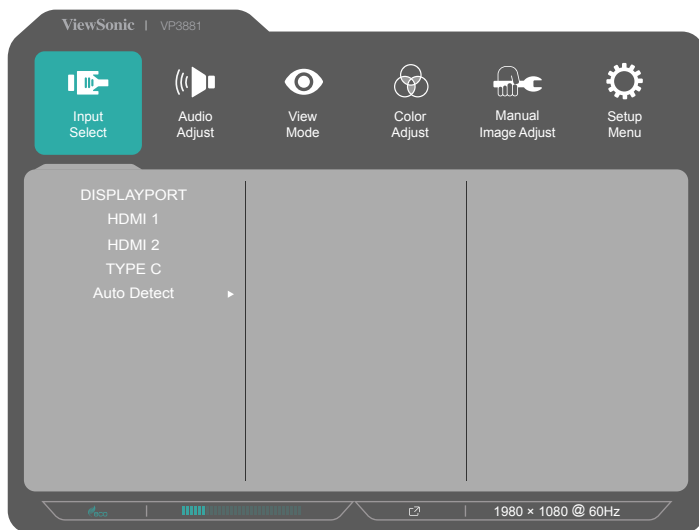 ViewSonic | VP3881
Input Select
Audio Adjust
View Mode
Color Adjust
Manual Image Adjust
Setup Menu
DISPLAYPORT
HDMI 1
HDMI 2
TYPE C
Auto Detect
eco
1980 × 1080 @ 60Hz